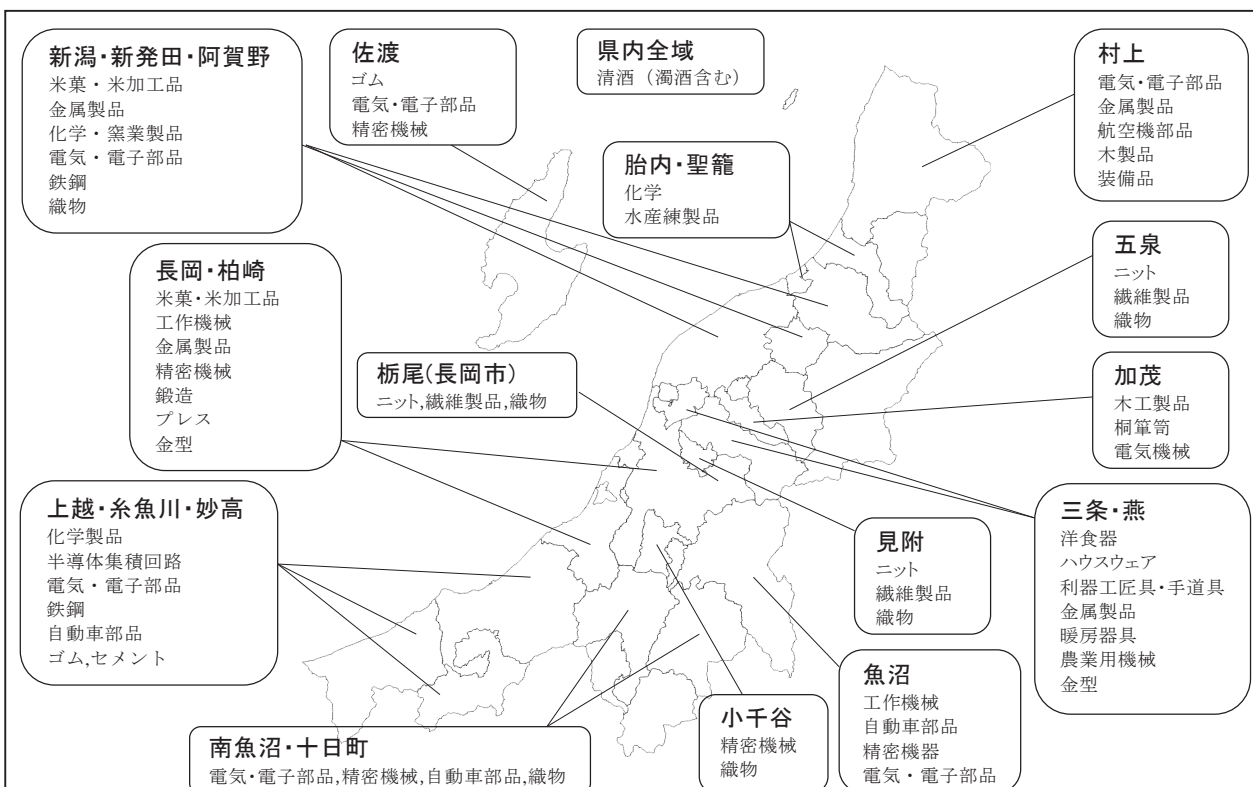 新潟・新発田・阿賀野
米菓・米加工品
金属製品
化学・窯業製品
電気・電子部品
鉄鋼
織物
佐渡
ゴム
電気・電子部品
精密機械
県内全域
清酒（濁酒含む）
村上
電気・電子部品
金属製品
航空機部品
木製品
装備品
胎内・聖籠
化学
水産練製品
五泉
ニット
繊維製品
織物
長岡・柏崎
米菓・米加工品
工作機械
金属製品
精密機械
鍛造
プレス
金型
栃尾(長岡市)
ニット,繊維製品,織物
加茂
木工製品
桐箪笥
電気機械
上越・糸魚川・妙高
化学製品
半導体集積回路
電気・電子部品
鉄鋼
自動車部品
ゴム,セメント
見附
ニット
繊維製品
織物
三条・燕
洋食器
ハウスウェア
利器工匠具・手道具
金属製品
暖房器具
農業用機械
金型
魚沼
工作機械
自動車部品
精密機器
電気・電子部品
小千谷
精密機械
織物
南魚沼・十日町
電気・電子部品,精密機械,自動車部品,織物